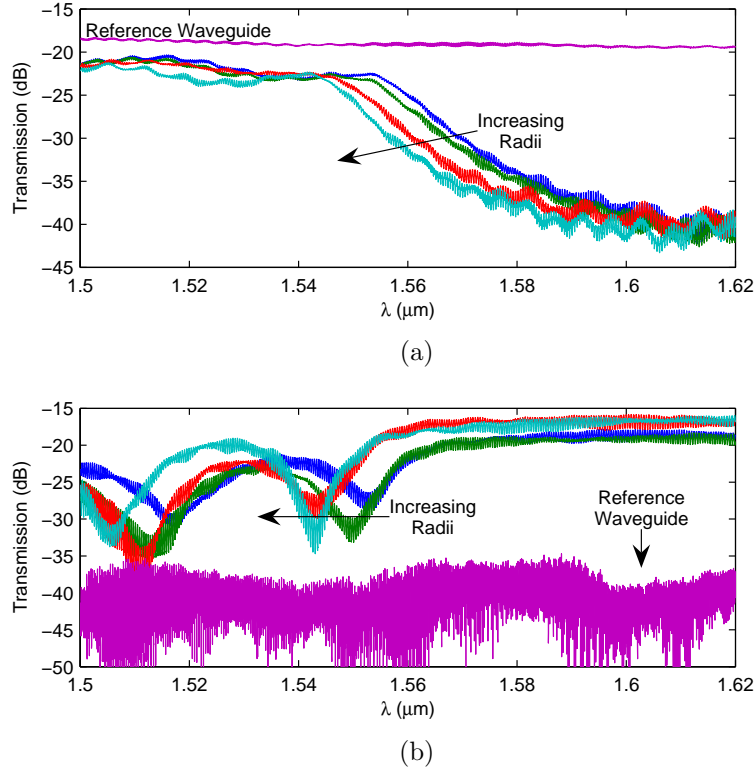 −15
−20
−25
−30
−35
−40
−45
Transmission (dB)
Reference Waveguide
Increasing
Radii
1.5
1.52
1.54
1.56
1.58
1.6
1.62
λ (μm)
(a)
−15
−20
−25
−30
−35
−40
−45
−50
Transmission (dB)
Increasing
Radii
Reference
Waveguide
1.5
1.52
1.54
1.56
1.58
1.6
1.62
λ (μm)
(b)